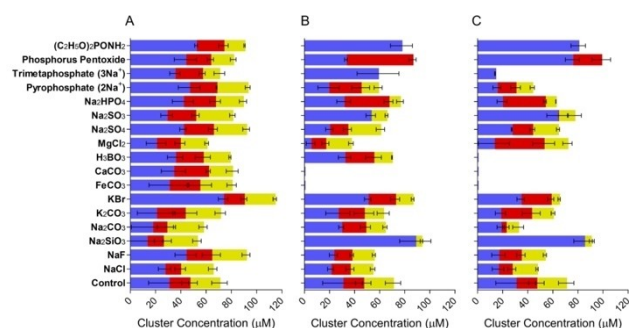 A B C
(C₂H₅O)₂PONH₂
Phosphorus Pentoxide
Trimetaphosphate (3Na⁺)
Pyrophosphate (2Na⁺)
Na₂HPO₄
Na₂SO₃
Na₂SO₄
MgCl₂
H₃BO₃
CaCO₃
FeCO₃
KBr
K₂CO₃
Na₂CO₃
Na₂SiO₃
NaF
NaCl
Control
0 20 40 60 80 100 120 0 20 40 60 80 100 120 0 20 40 60 80 100 120
Cluster Concentration (μM) Cluster Concentration (μM) Cluster Concentration (μM)